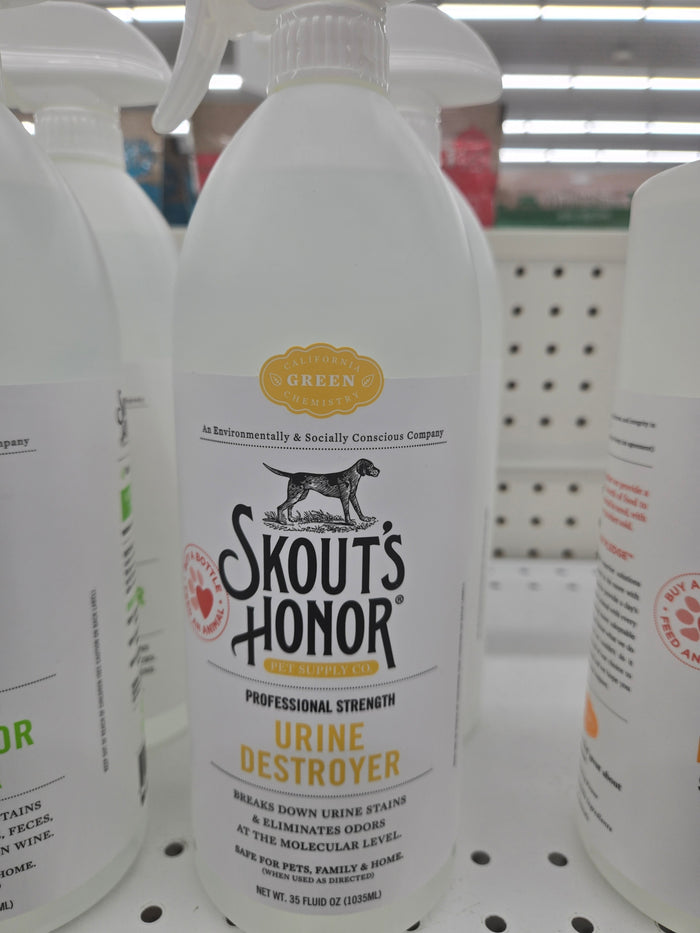 CALIFORNIA
GREEN
CHEMISTRY
An Environmentally & Socially Conscious Company
SKOUT'S
HONOR®
PET SUPPLY CO.
PROFESSIONAL STRENGTH
URINE
DESTROYER
BREAKS DOWN URINE STAINS
& ELIMINATES ODORS
AT THE MOLECULAR LEVEL.
SAFE FOR PETS, FAMILY & HOME.
(WHEN USED AS DIRECTED)
NET WT. 35 FLUID OZ (1035ML)
A BOTTLE
AN ANIMAL
OR
TAINS
, FECES,
N WINE.
HOME.
ML)
BUY A
FEED AN